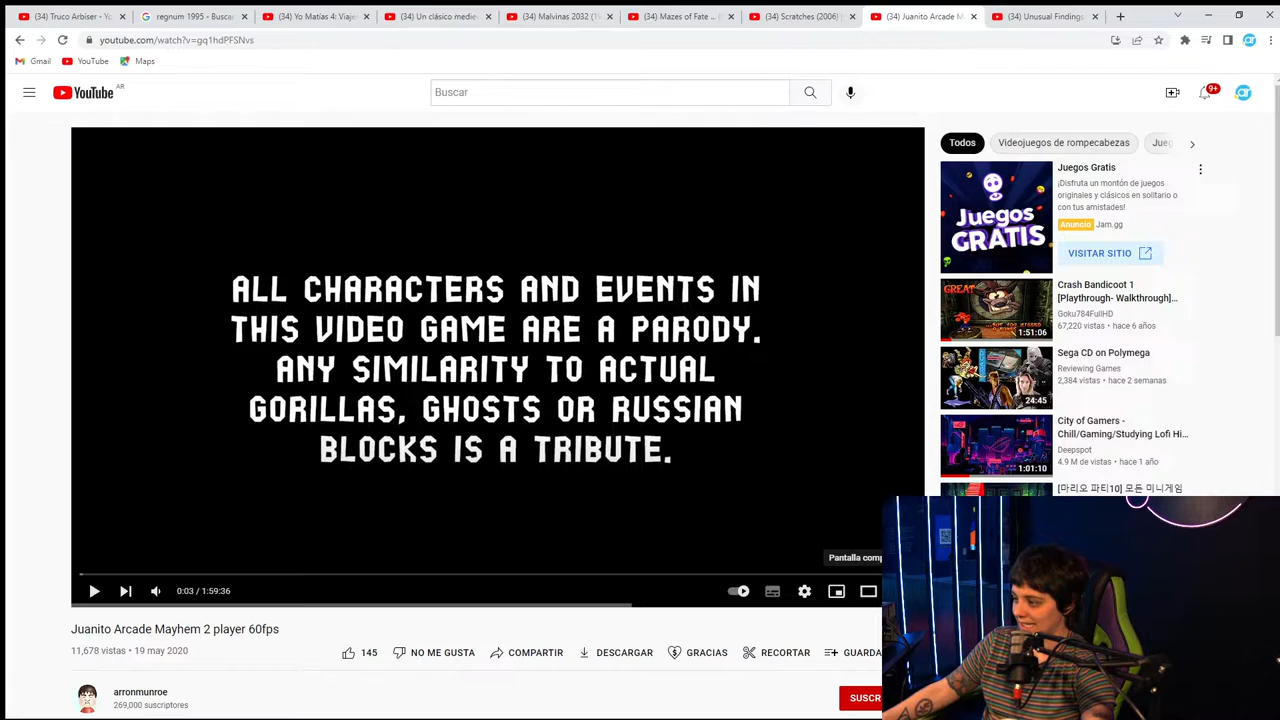 (34) Truco Arbiser - Yo
regnum 1995 - Buscar
(34) Yo Matías 4: Viaje
(34) Un clásico medie
(34) Malvinas 2032 (19
(34) Mazes of Fate ...
(34) Scratches (2006)
(34) Juanito Arcade M
(34) Unusual Findings
youtube.com/watch?v=gq1hdPFSNvs
Gmail
YouTube
Maps
YouTube AR
Buscar
9+
ALL CHARACTERS AND EVENTS IN
THIS VIDEO GAME ARE A PARODY.
ANY SIMILARITY TO ACTUAL
GORILLAS, GHOSTS OR RUSSIAN
BLOCKS IS A TRIBUTE.
Pantalla comp
0:03 / 1:59:36
Juanito Arcade Mayhem 2 player 60fps
11,678 vistas • 19 may 2020
145
NO ME GUSTA
COMPARTIR
DESCARGAR
GRACIAS
RECORTAR
GUARDA
arronmunroe
269,000 suscriptores
SUSCR
Todos
Videojuegos de rompecabezas
Jueg
Juegos
GRATIS
Juegos Gratis
¡Disfruta un montón de juegos
originales y clásicos en solitario o
con tus amistades!
Anuncio Jam.gg
VISITAR SITIO
GREAT
1:51:06
Crash Bandicoot 1
[Playthrough- Walkthrough]...
Goku784FullHD
67,220 vistas • hace 6 años
24:45
Sega CD on Polymega
Reviewing Games
2,384 vistas • hace 2 semanas
1:01:10
City of Gamers -
Chill/Gaming/Studying Lofi Hi...
Deepspot
4.9 M de vistas • hace 1 año
[마리오 파티10] 모든 미니게임